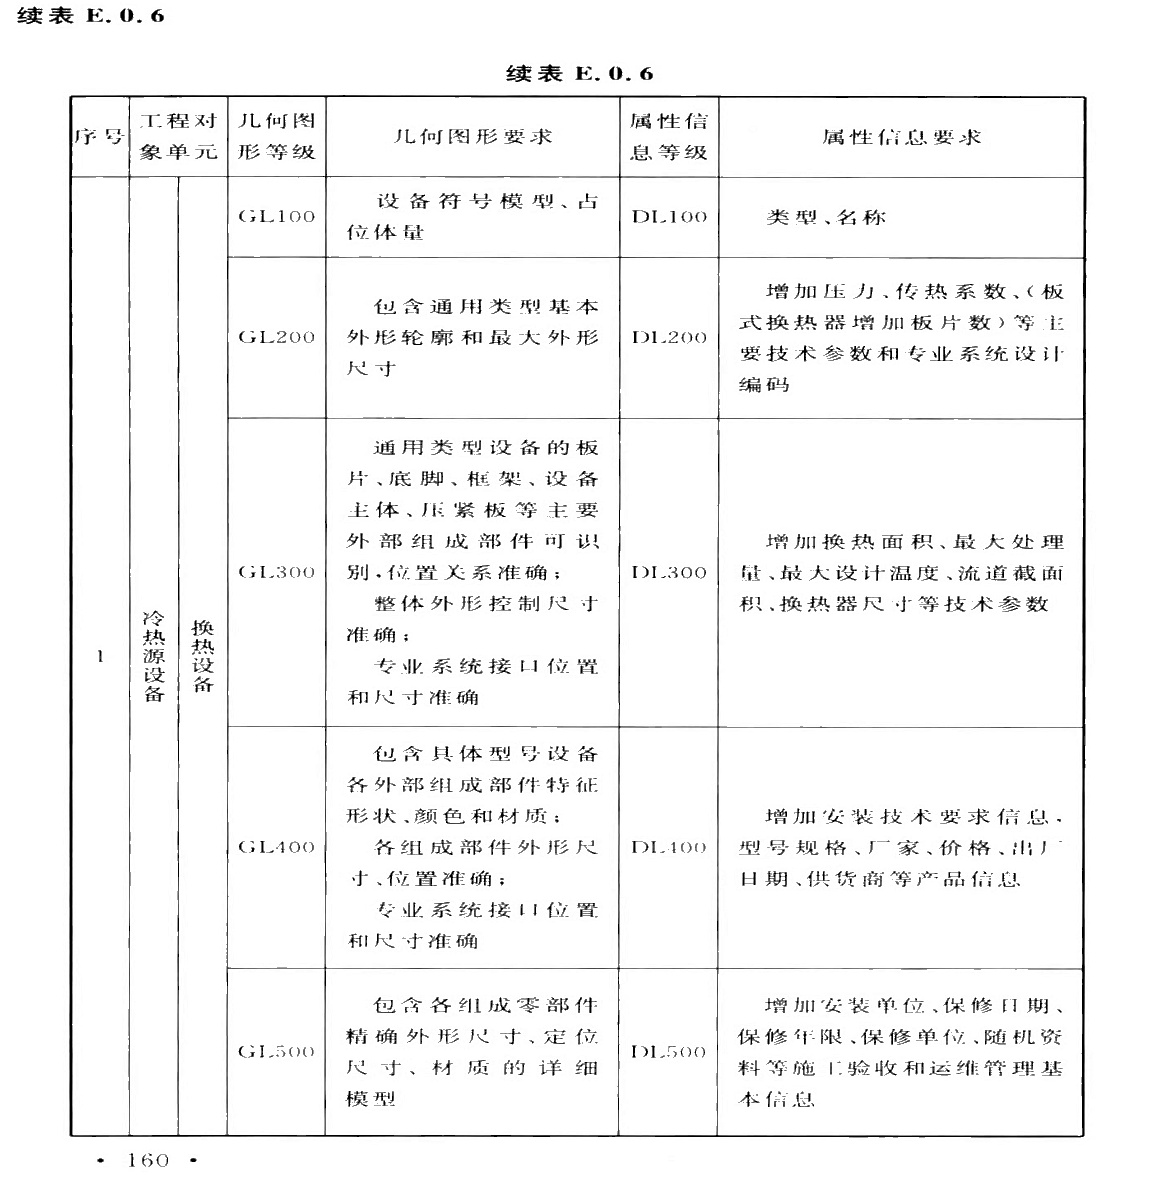 续表 E.0.6
续表 E.0.6
序号
工程对
象单元
几何图
形等级
几何图形要求
属性信
息等级
属性信息要求
1
冷热源设备
换热设备
GL100
设备符号模型、占
位体量
DL100
类型、名称
GL200
包含通用类型基本
外形轮廓和最大外形
尺寸
DL200
增加压力、传热系数、(板
式换热器增加板片数)等主
要技术参数和专业系统设计
编码
GL300
通用类型设备的板
片、底脚、框架、设备
主体、压紧板等主要
外部组成部件可识
别,位置关系准确;
整体外形控制尺寸
准确;
专业系统接口位置
和尺寸准确
DL300
增加换热面积、最大处理
量、最大设计温度、流道截面
积、换热器尺寸等技术参数
GL400
包含具体型号设备
各外部组成部件特征
形状、颜色和材质;
各组成部件外形尺
寸、位置准确;
专业系统接口位置
和尺寸准确
DL400
增加安装技术要求信息,
型号规格、厂家、价格、出厂
日期、供货商等产品信息
GL500
包含各组成零部件
精确外形尺寸、定位
尺寸、材质的详细
模型
DL500
增加安装单位、保修日期、
保修年限、保修单位、随机资
料等施工验收和运维管理基
本信息
· 160 ·